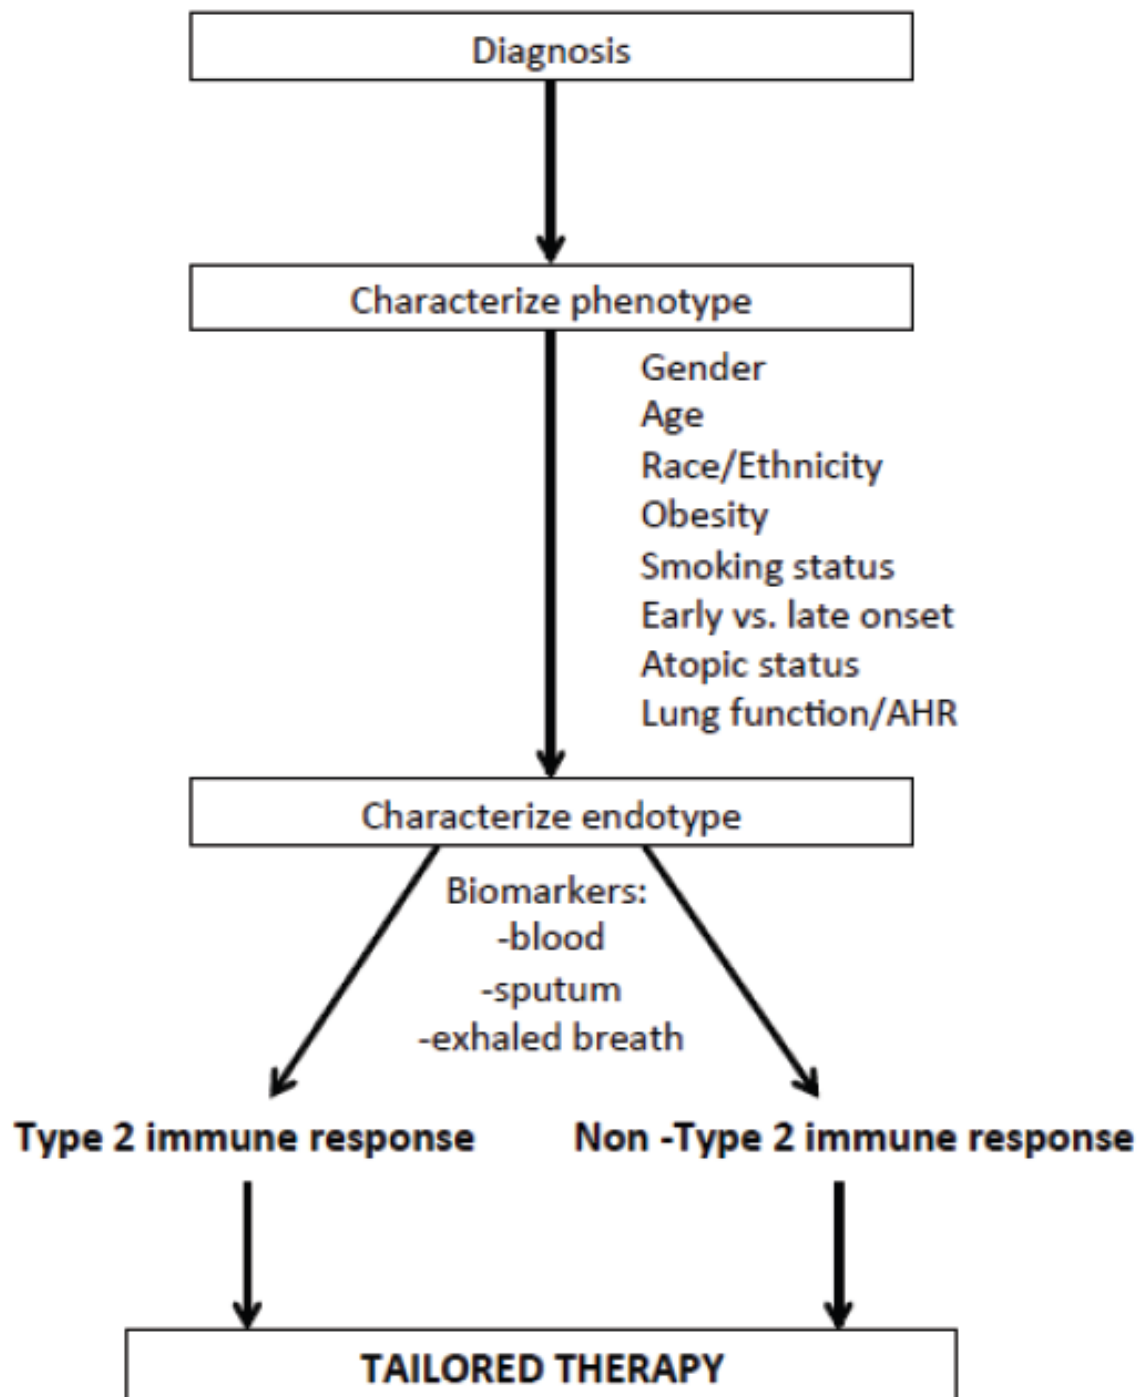 Diagnosis
Characterize phenotype
Gender
Age
Race/Ethnicity
Obesity
Smoking status
Early vs. late onset
Atopic status
Lung function/AHR
Characterize endotype
Biomarkers:
-blood
-sputum
-exhaled breath
Type 2 immune response
Non -Type 2 immune response
TAILORED THERAPY